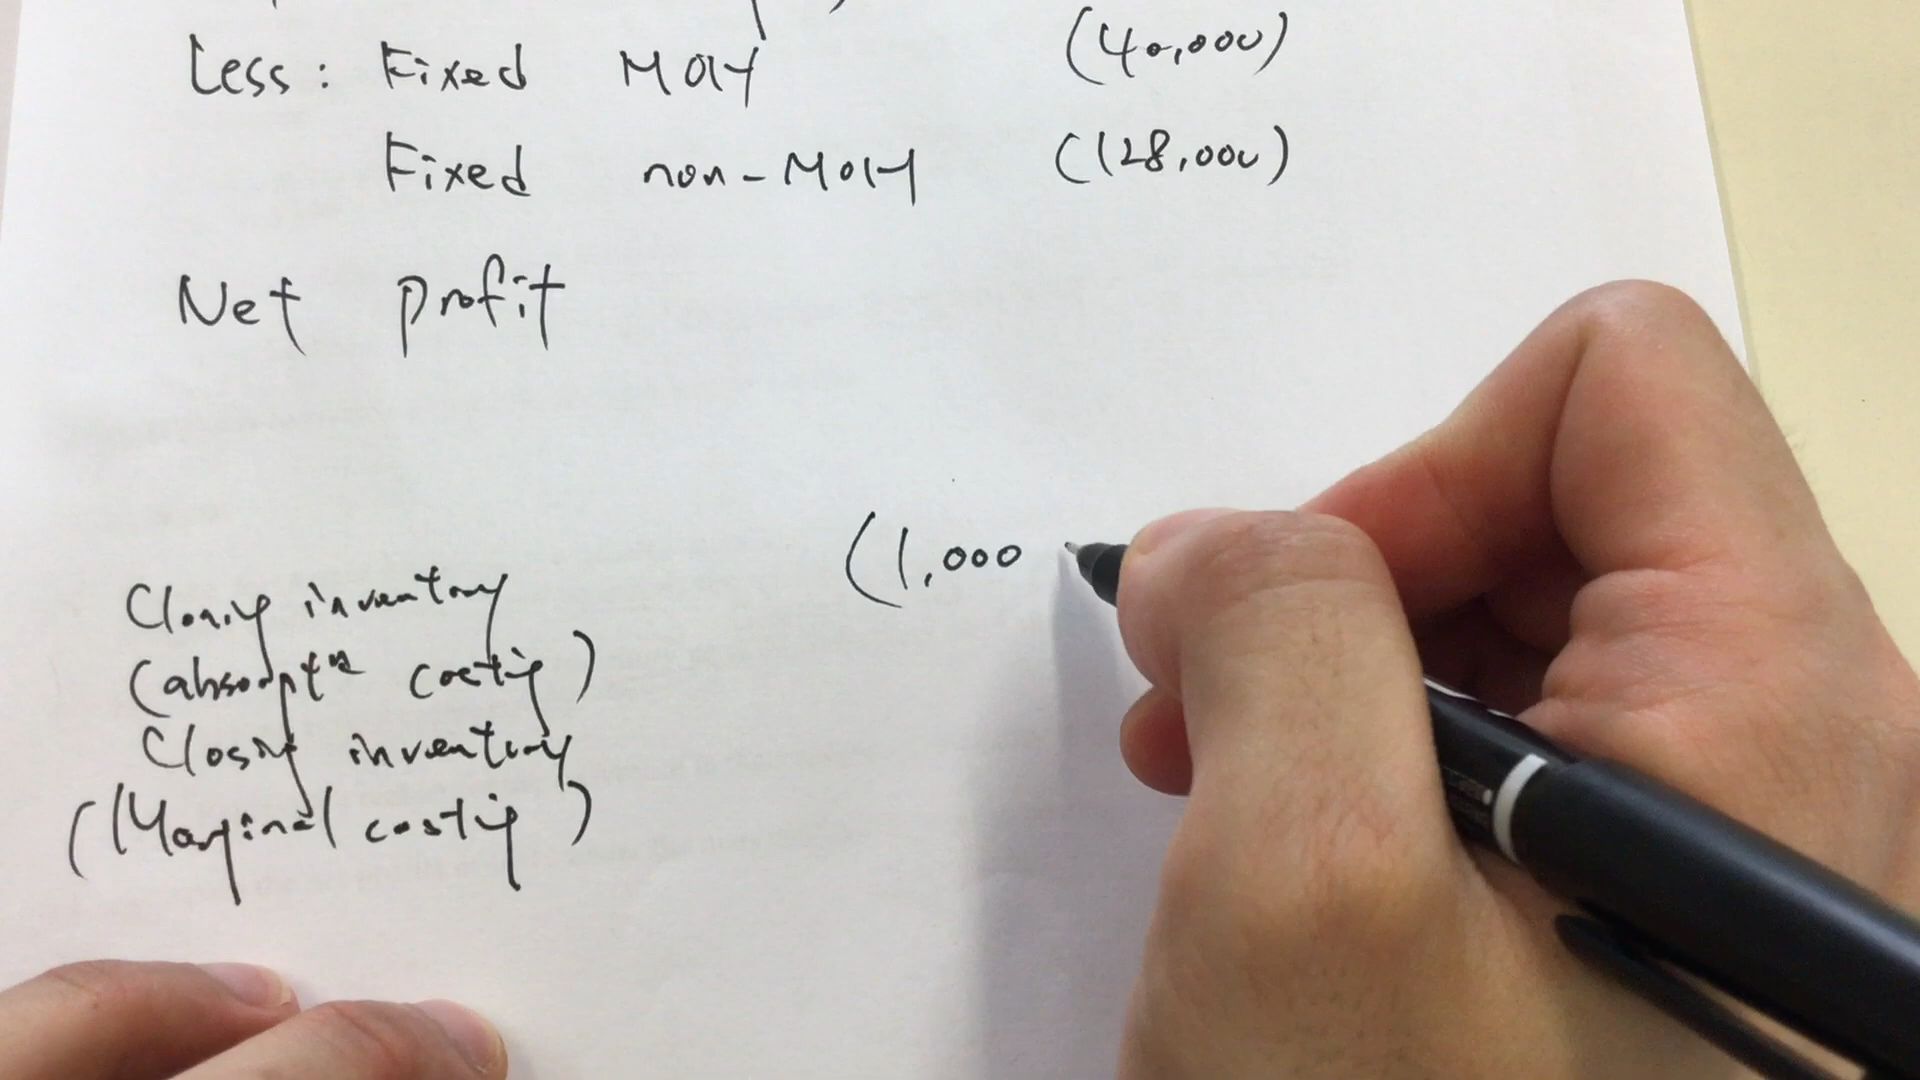 Less: Fixed MOH (40,000)
Fixed non-MOH (128,000)
Net profit
(1,000
Closing inventory
(absorptn costing)
Closing inventory
(Marginal costing)